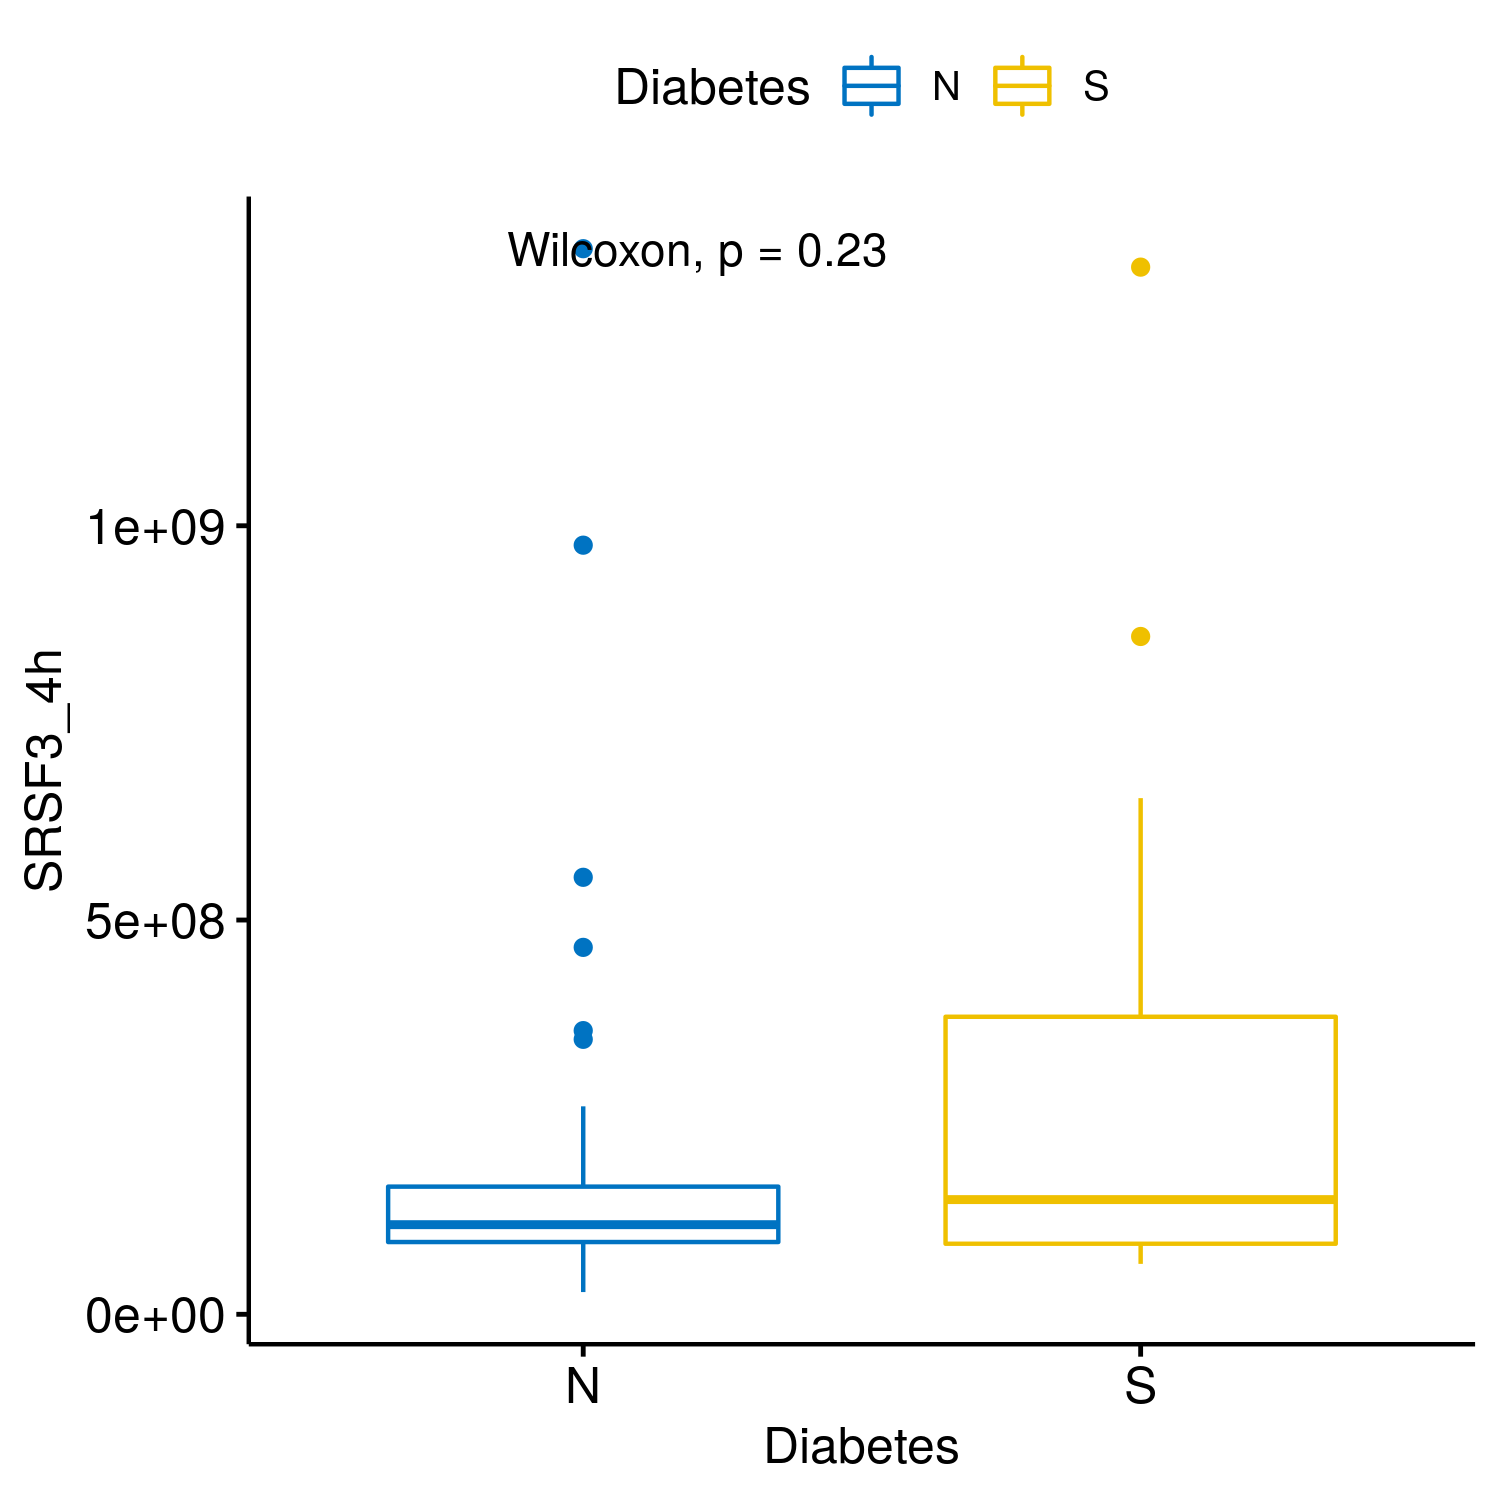 Diabetes N S
Wilcoxon, p = 0.23
1e+09
5e+08
0e+00
SRSF3_4h
N S
Diabetes